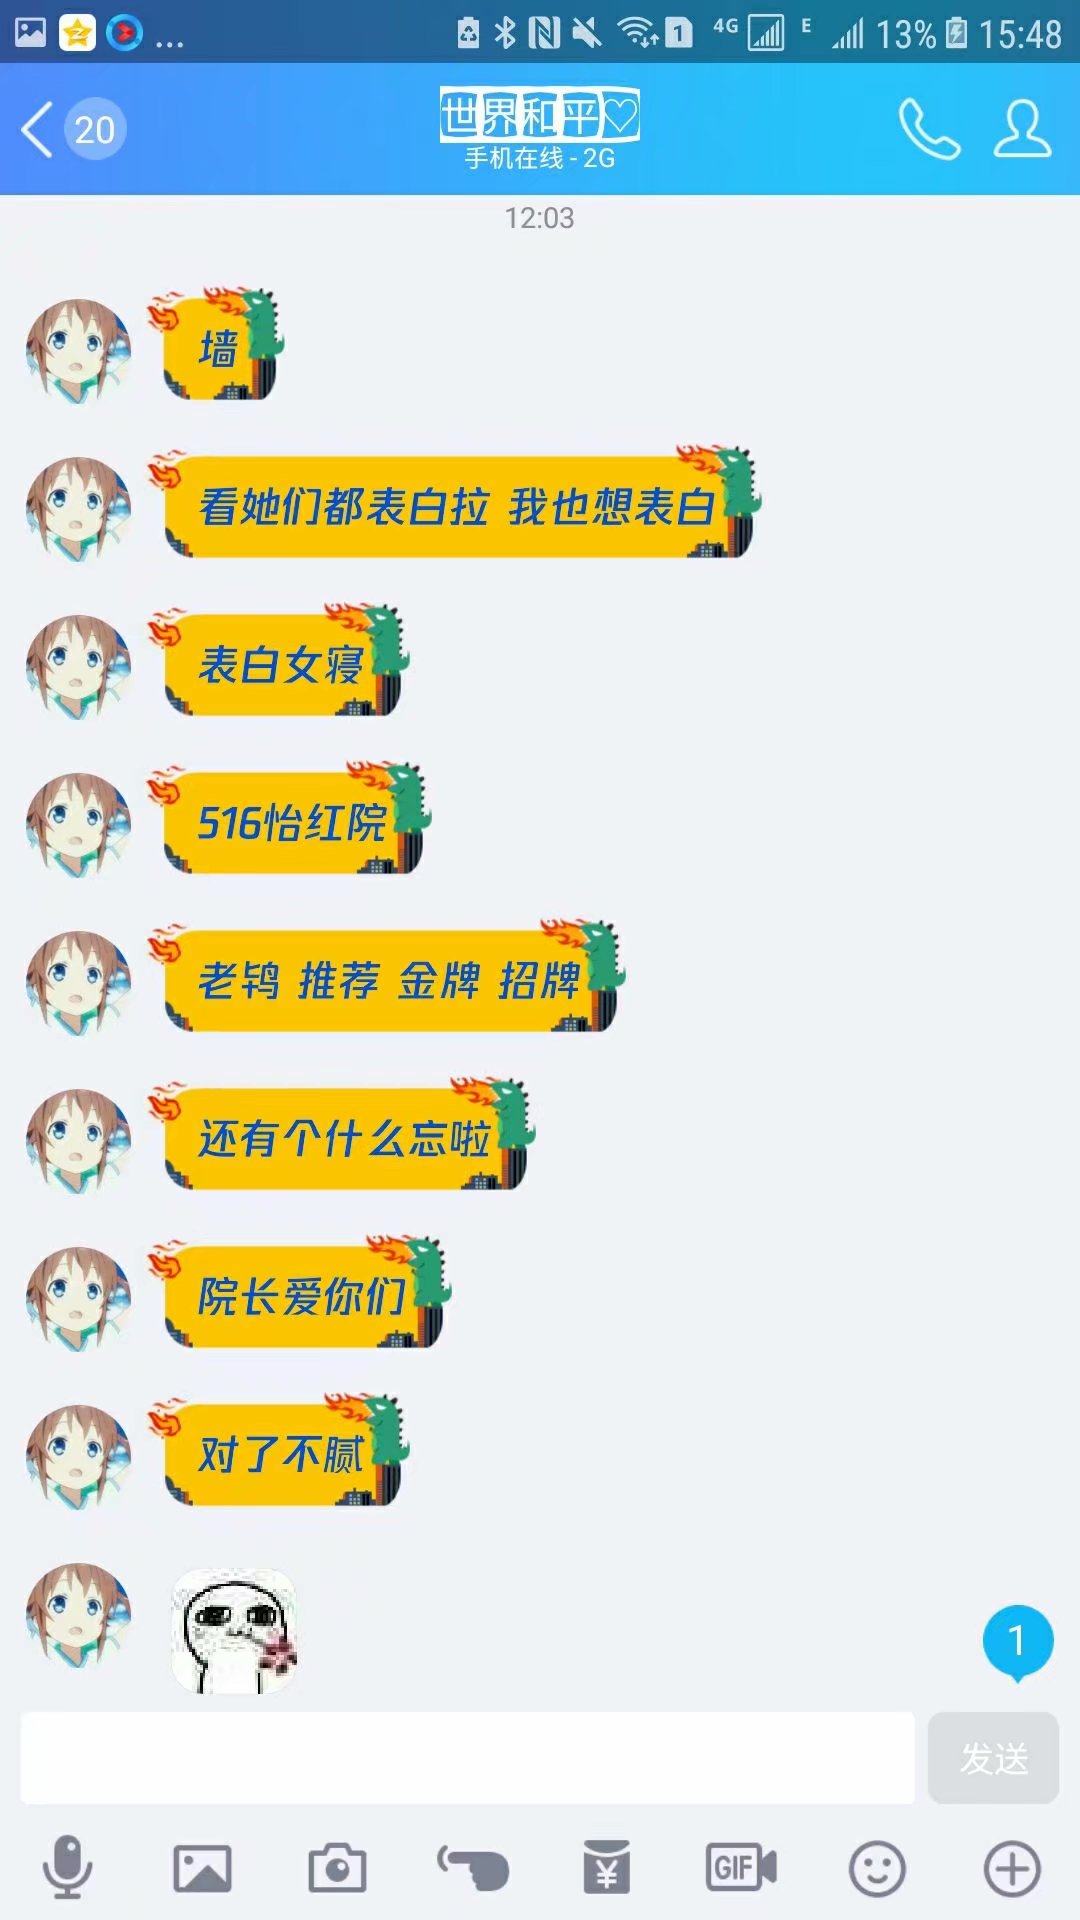 4G E 13% 15:48
20
世界和平♡
手机在线 - 2G
12:03
墙
看她们都表白拉 我也想表白
表白女寝
516怡红院
老鸨 推荐 金牌 招牌
还有个什么忘啦
院长爱你们
对了不腻
1
发送
GIF